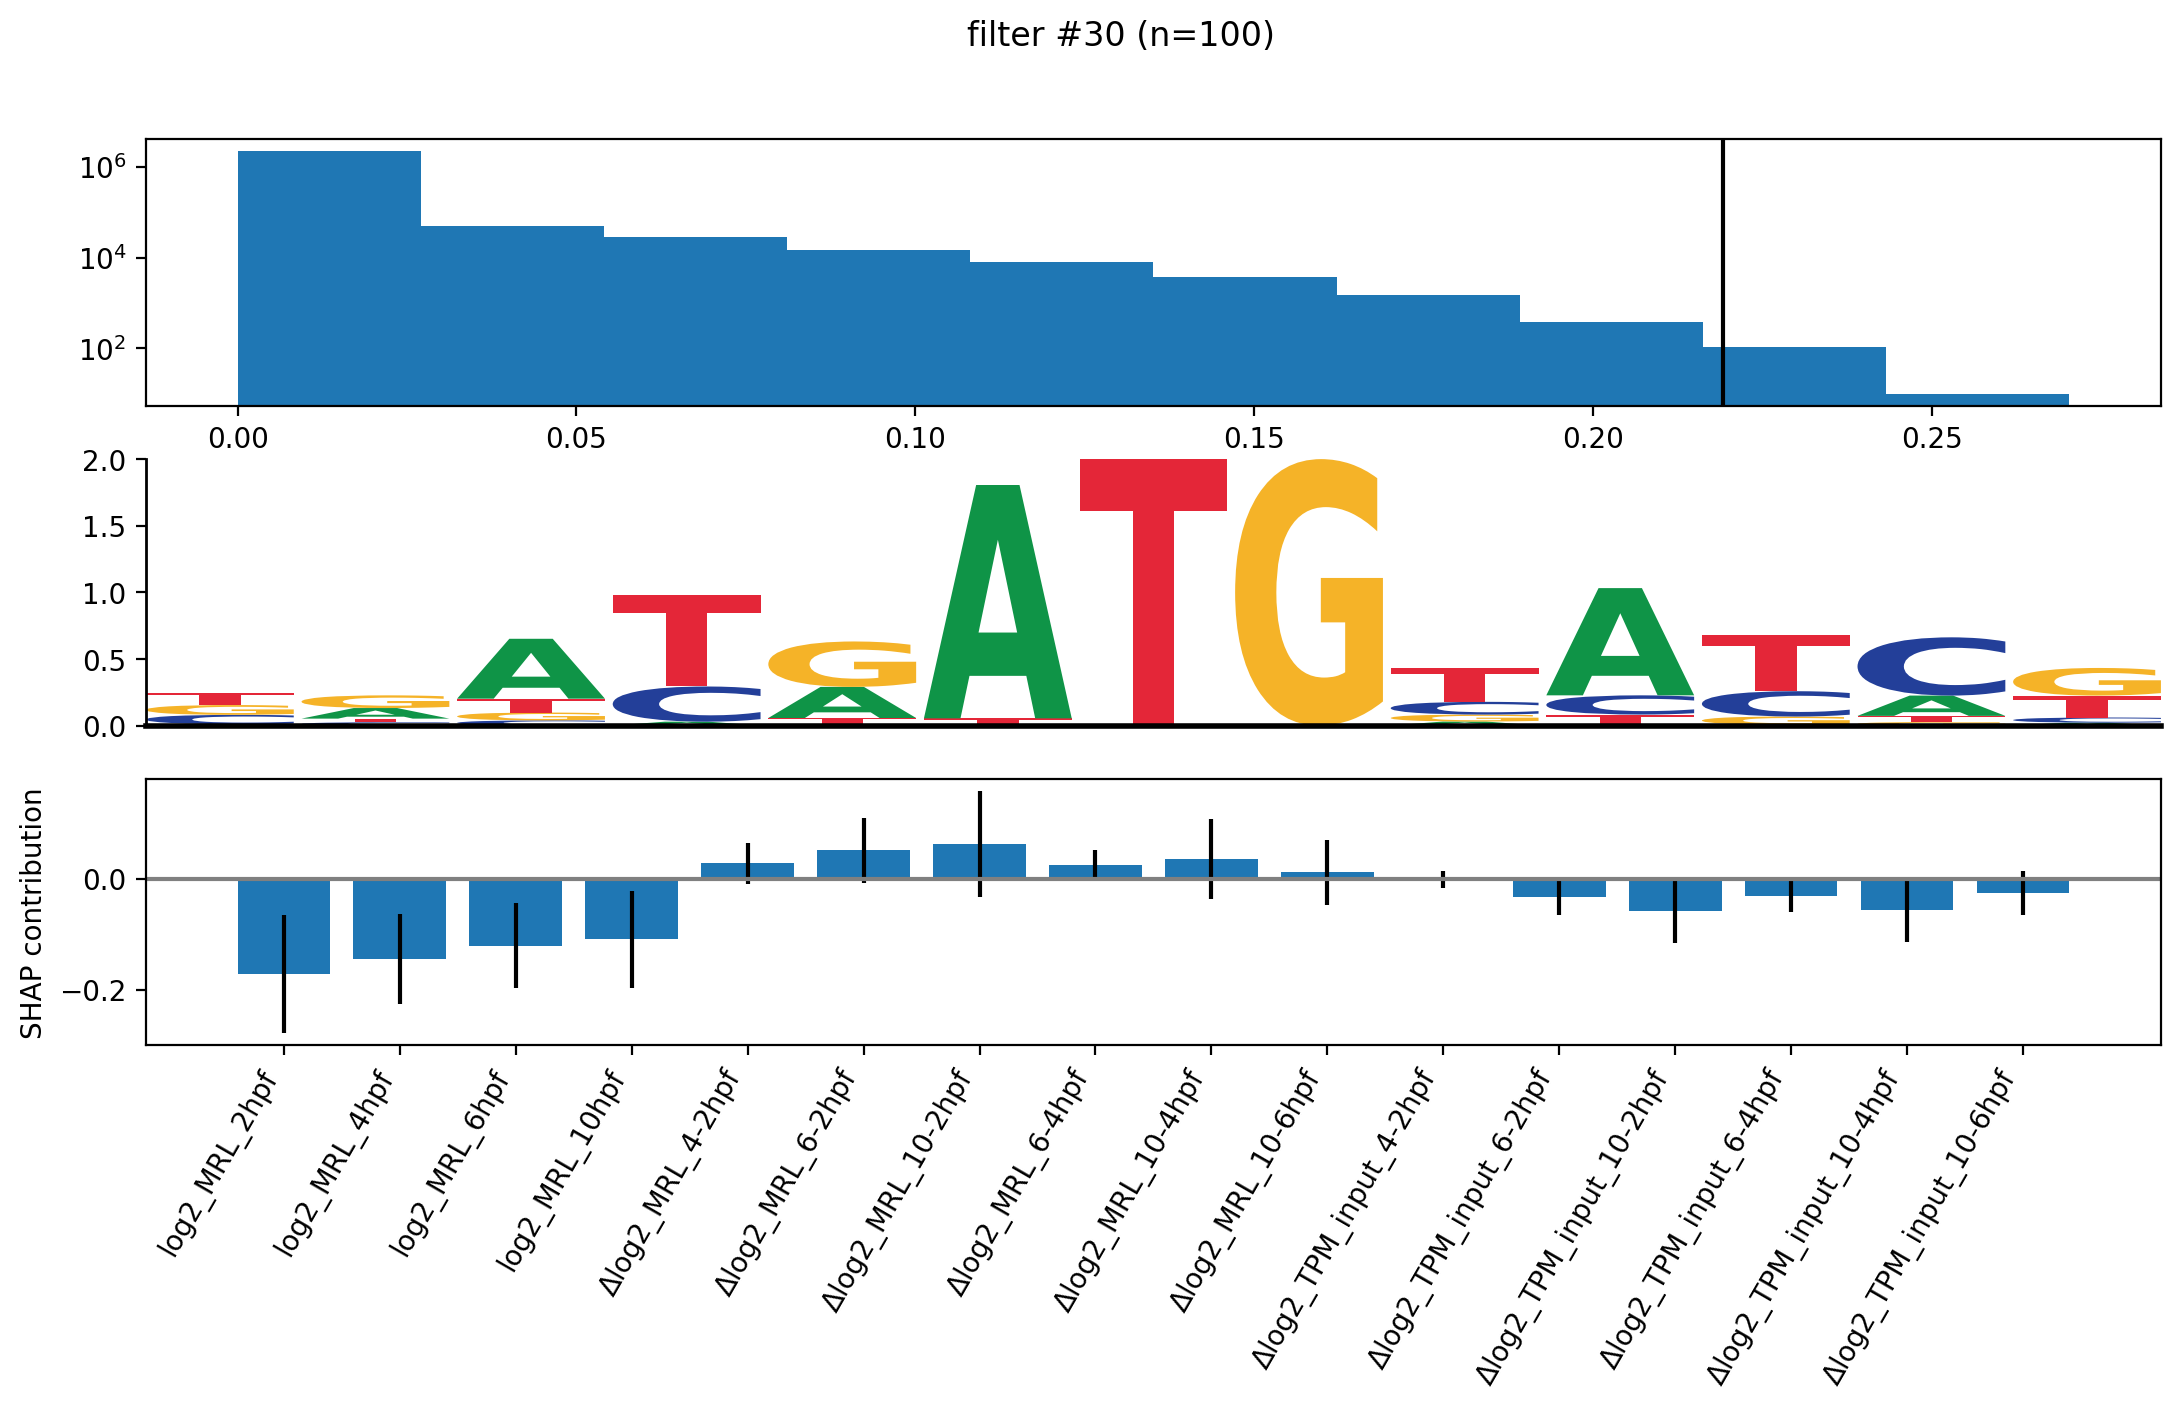 filter #30 (n=100)
10^6
10^4
10^2
0.00 0.05 0.10 0.15 0.20 0.25
2.0
1.5
1.0
0.5
0.0
SHAP contribution
0.0
−0.2
log2_MRL_2hpf
log2_MRL_4hpf
log2_MRL_6hpf
log2_MRL_10hpf
Δlog2_MRL_4-2hpf
Δlog2_MRL_6-2hpf
Δlog2_MRL_10-2hpf
Δlog2_MRL_6-4hpf
Δlog2_MRL_10-4hpf
Δlog2_MRL_10-6hpf
Δlog2_TPM_input_4-2hpf
Δlog2_TPM_input_6-2hpf
Δlog2_TPM_input_10-2hpf
Δlog2_TPM_input_6-4hpf
Δlog2_TPM_input_10-4hpf
Δlog2_TPM_input_10-6hpf